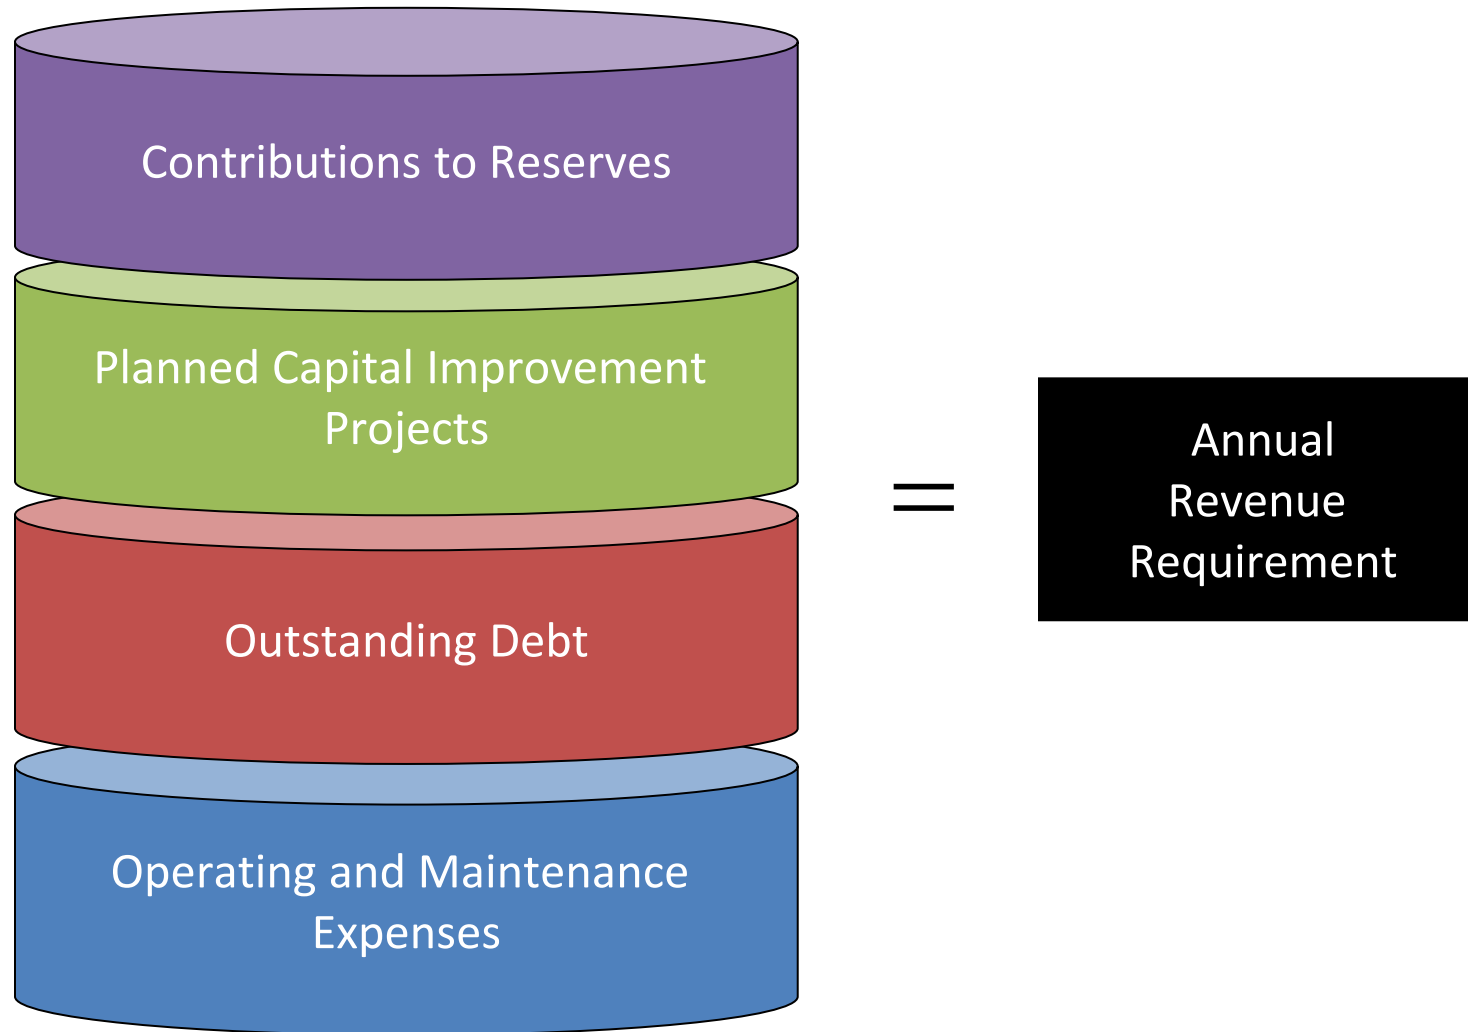 Contributions to Reserves
Planned Capital Improvement
Projects
Outstanding Debt
Operating and Maintenance
Expenses
=
Annual
Revenue
Requirement